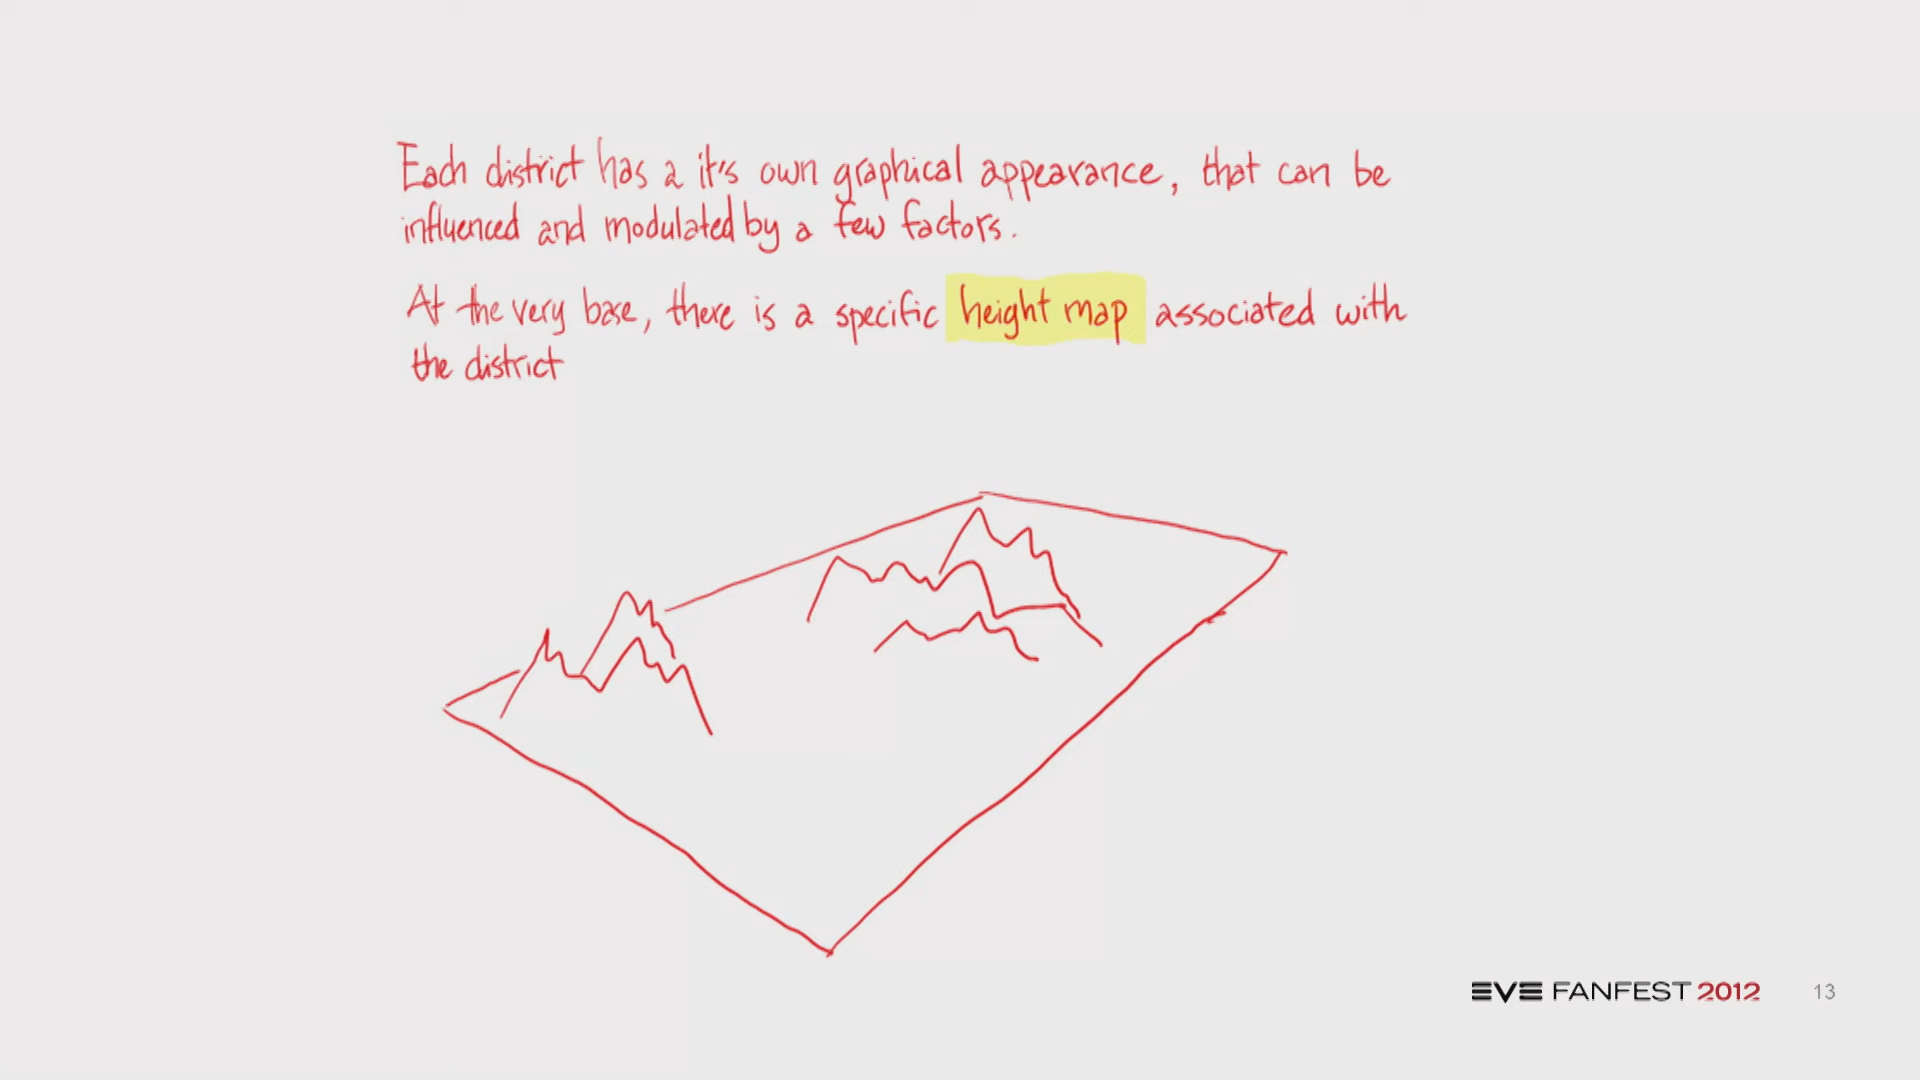 Each district has a it's own graphical appearance, that can be
influenced and modulated by a few factors.
At the very base, there is a specific height map associated with
the district
EVE FANFEST 2012 13